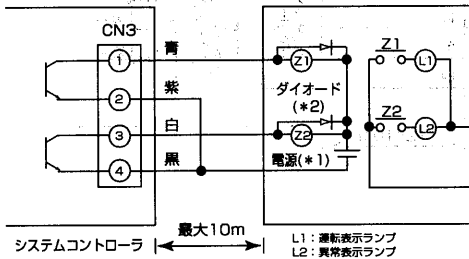 CN3
1
青
Z1
Z1
L1
ダイオード
(*2)
2
紫
Z2
L2
3
白
Z2
4
黒
電源(*1)
システムコントローラ
最大10m
L1：運転表示ランプ
L2：異常表示ランプ